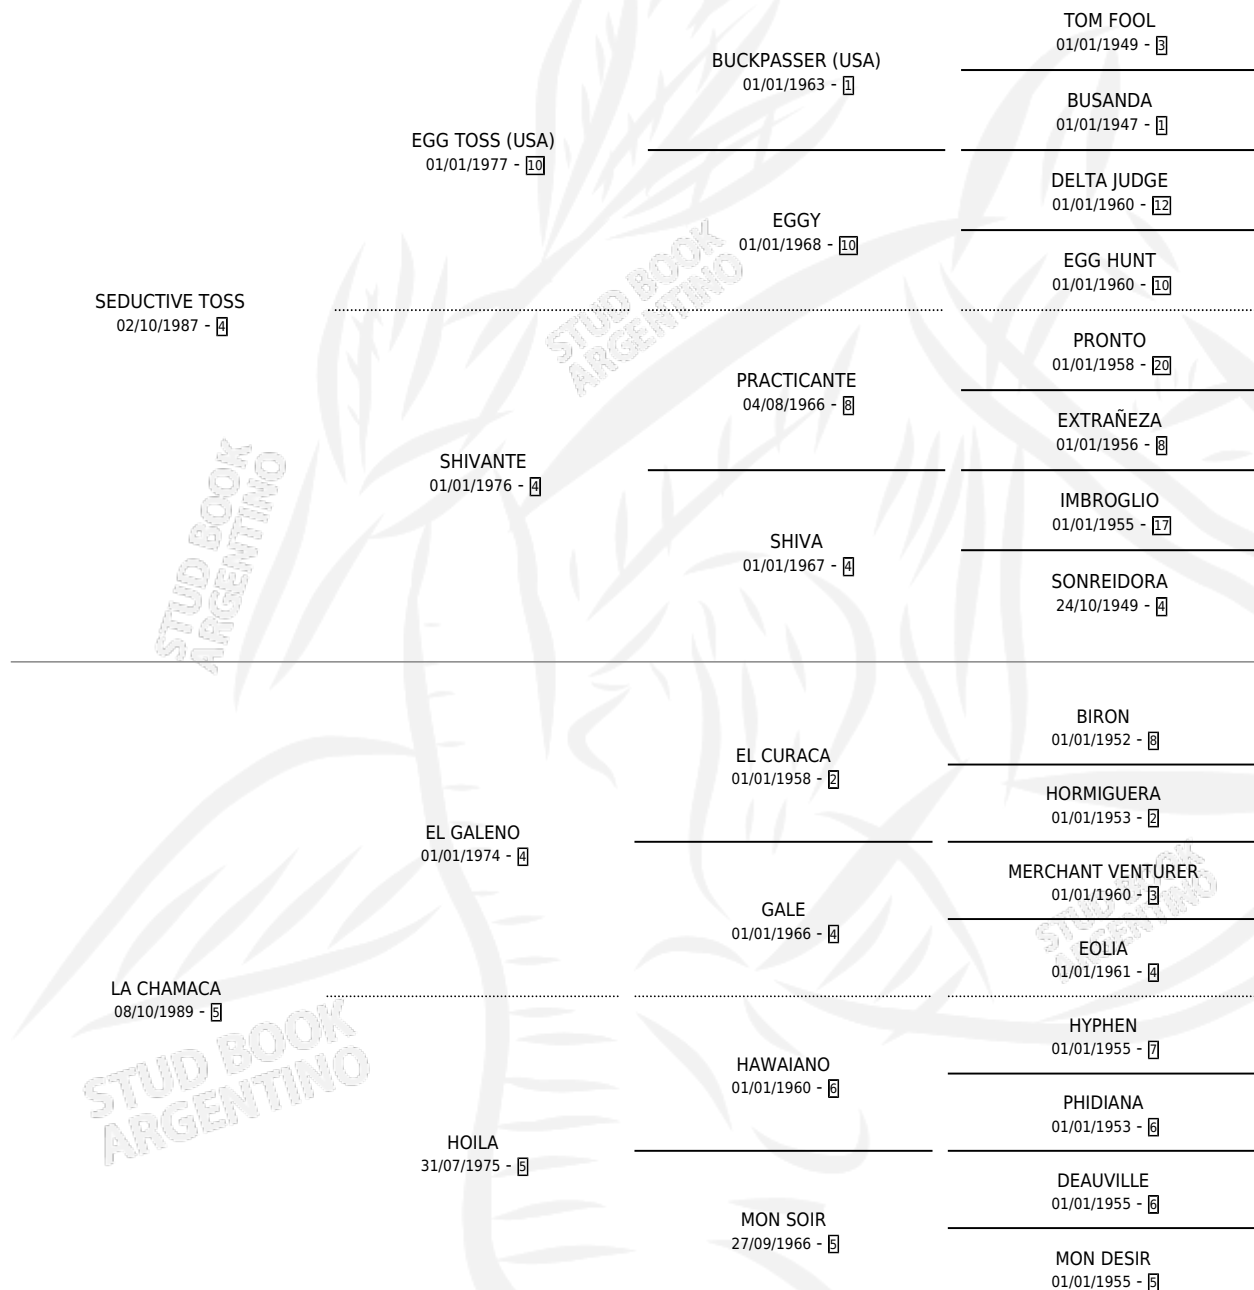 TOM FOOL
01/01/1949 - 3
BUCKPASSER (USA)
01/01/1963 - 1
BUSANDA
01/01/1947 - 1
EGG TOSS (USA)
01/01/1977 - 10
DELTA JUDGE
01/01/1960 - 12
EGGY
01/01/1968 - 10
EGG HUNT
01/01/1960 - 10
SEDUCTIVE TOSS
02/10/1987 - 4
PRONTO
01/01/1958 - 20
PRACTICANTE
04/08/1966 - 8
EXTRAÑEZA
01/01/1956 - 8
SHIVANTE
01/01/1976 - 4
IMBROGLIO
01/01/1955 - 17
SHIVA
01/01/1967 - 4
SONREIDORA
24/10/1949 - 4
STUD BOOK
ARGENTINO
STUD BOOK
ARGENTINO
BIRON
01/01/1952 - 8
EL CURACA
01/01/1958 - 2
HORMIGUERA
01/01/1953 - 2
EL GALENO
01/01/1974 - 4
MERCHANT VENTURER
01/01/1960 - 3
GALE
01/01/1966 - 4
EOLIA
01/01/1961 - 4
LA CHAMACA
08/10/1989 - 5
HYPHEN
01/01/1955 - 7
HAWAIANO
01/01/1960 - 6
PHIDIANA
01/01/1953 - 6
HOILA
31/07/1975 - 5
DEAUVILLE
01/01/1955 - 6
MON SOIR
27/09/1966 - 5
MON DESIR
01/01/1955 - 5
STUD BOOK
ARGENTINO
STUD BOOK
ARGENTINO